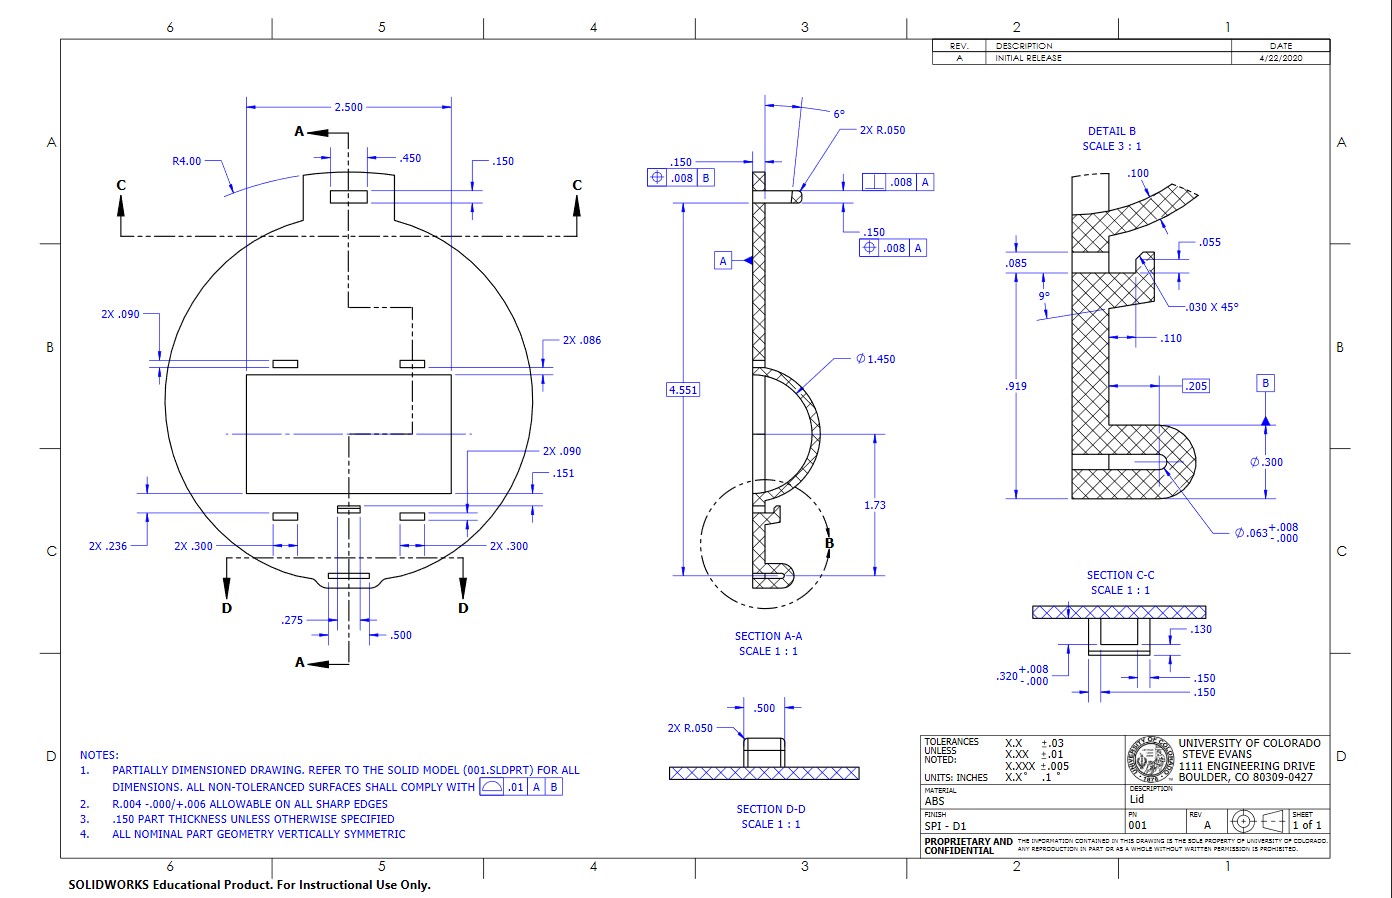 6 5 4 3 2 1
REV. DESCRIPTION DATE
A INITIAL RELEASE 4/22/2020
A
B
C
D
A
B
C
D
2.500
A
.450
.150
R4.00
C
C
2X .090
2X .086
2X .090
.151
2X .236
2X .300
2X .300
D
D
.275
.500
A
6°
2X R.050
.150
⌖ .008 B
⟂ .008 A
.150
⌖ .008 A
A
∅1.450
4.551
1.73
B
SECTION A-A
SCALE 1 : 1
DETAIL B
SCALE 3 : 1
.100
.055
.085
9°
.030 X 45°
.110
.919
.205
B
∅.300
∅.063 +.008
-.000
SECTION C-C
SCALE 1 : 1
.130
.320 +.008
-.000
.150
.150
.500
2X R.050
SECTION D-D
SCALE 1 : 1
NOTES:
1. PARTIALLY DIMENSIONED DRAWING. REFER TO THE SOLID MODEL (001.SLDPRT) FOR ALL
DIMENSIONS. ALL NON-TOLERANCED SURFACES SHALL COMPLY WITH ⌓ .01 A B
2. R.004 -.000/+.006 ALLOWABLE ON ALL SHARP EDGES
3. .150 PART THICKNESS UNLESS OTHERWISE SPECIFIED
4. ALL NOMINAL PART GEOMETRY VERTICALLY SYMMETRIC
TOLERANCES X.X ±.03
UNLESS X.XX ±.01
NOTED: X.XXX ±.005
UNITS: INCHES X.X° .1 °
UNIVERSITY OF COLORADO
1876
UNIVERSITY OF COLORADO
STEVE EVANS
1111 ENGINEERING DRIVE
BOULDER, CO 80309-0427
MATERIAL
ABS
DESCRIPTION
Lid
FINISH
SPI - D1
PN
001
REV
A
SHEET
1 of 1
PROPRIETARY AND
CONFIDENTIAL
THE INFORMATION CONTAINED IN THIS DRAWING IS THE SOLE PROPERTY OF UNIVERSITY OF COLORADO.
ANY REPRODUCTION IN PART OR AS A WHOLE WITHOUT WRITTEN PERMISSION IS PROHIBITED.
6 5 4 3 2 1
SOLIDWORKS Educational Product. For Instructional Use Only.